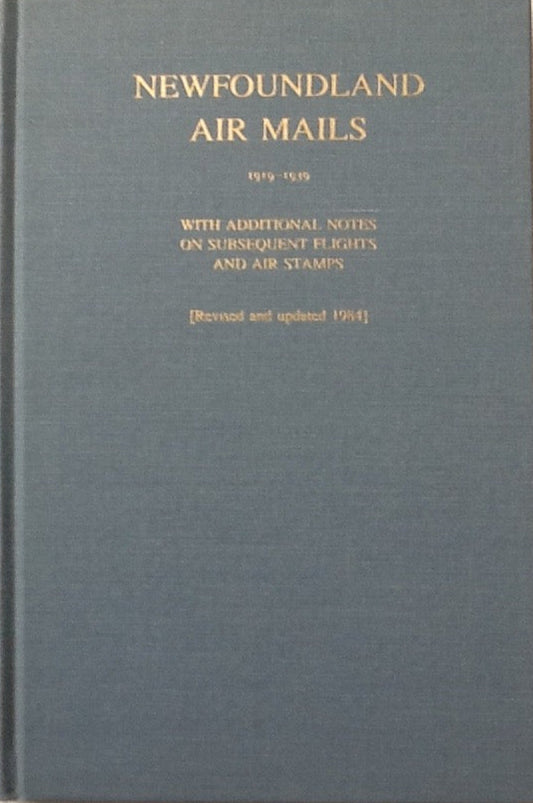 NEWFOUNDLAND
AIR MAILS
1919–1939
WITH ADDITIONAL NOTES
ON SUBSEQUENT FLIGHTS
AND AIR STAMPS
[Revised and updated 1984]